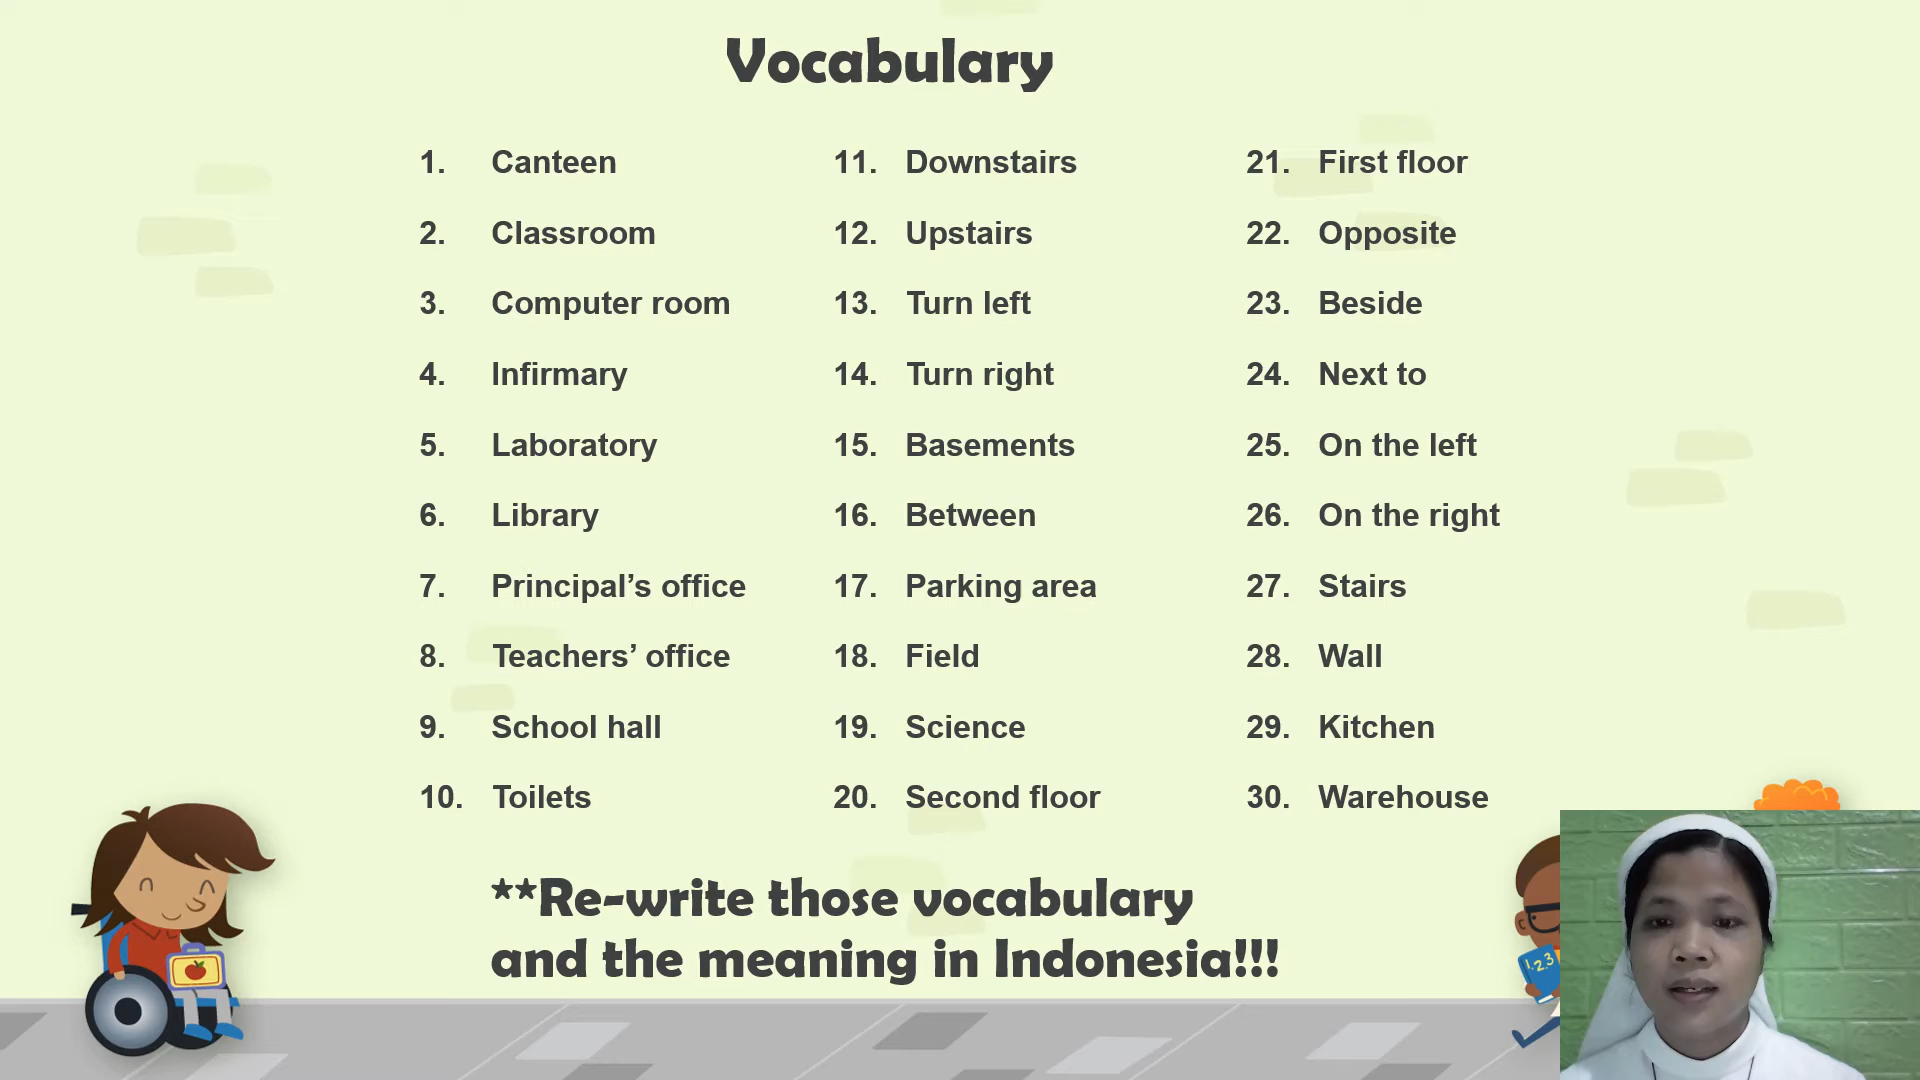 Vocabulary
1. Canteen
2. Classroom
3. Computer room
4. Infirmary
5. Laboratory
6. Library
7. Principal’s office
8. Teachers’ office
9. School hall
10. Toilets
11. Downstairs
12. Upstairs
13. Turn left
14. Turn right
15. Basements
16. Between
17. Parking area
18. Field
19. Science
20. Second floor
21. First floor
22. Opposite
23. Beside
24. Next to
25. On the left
26. On the right
27. Stairs
28. Wall
29. Kitchen
30. Warehouse
**Re-write those vocabulary
and the meaning in Indonesia!!!
1.2.3